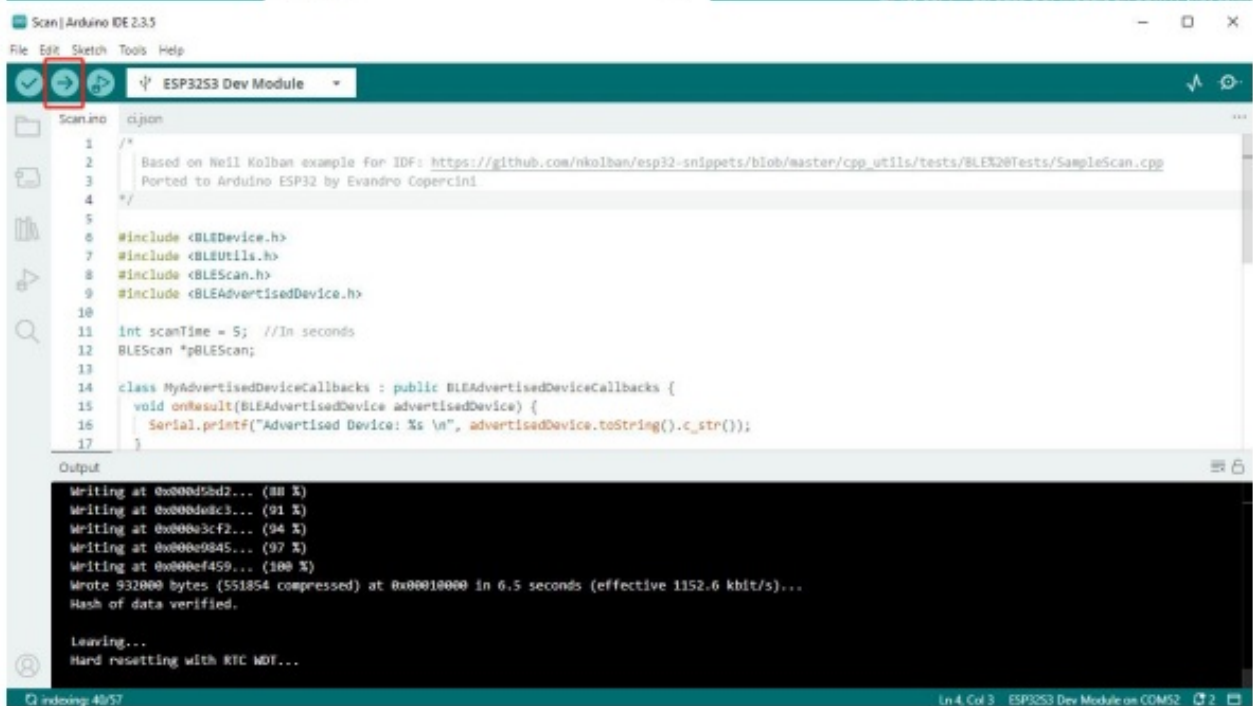 Scan | Arduino IDE 2.3.5
File Edit Sketch Tools Help
ESP32S3 Dev Module
Scan.ino ci.json
1 /*
2 Based on Neil Kolban example for IDF: https://github.com/nkolban/esp32-snippets/blob/master/cpp_utils/tests/BLE%20Tests/SampleScan.cpp
3 Ported to Arduino ESP32 by Evandro Copercini
4 */
5
6 #include <BLEDevice.h>
7 #include <BLEUtils.h>
8 #include <BLEScan.h>
9 #include <BLEAdvertisedDevice.h>
10
11 int scanTime = 5; //In seconds
12 BLEScan *pBLEScan;
13
14 class MyAdvertisedDeviceCallbacks : public BLEAdvertisedDeviceCallbacks {
15 void onResult(BLEAdvertisedDevice advertisedDevice) {
16 Serial.printf("Advertised Device: %s \n", advertisedDevice.toString().c_str());
17 }
Output
Writing at 0x000d5bd2... (88 %)
Writing at 0x000de8c3... (91 %)
Writing at 0x000e3cf2... (94 %)
Writing at 0x000e9845... (97 %)
Writing at 0x000ef459... (100 %)
Wrote 932000 bytes (551854 compressed) at 0x00010000 in 6.5 seconds (effective 1152.6 kbit/s)...
Hash of data verified.
Leaving...
Hard resetting with RTC WDT...
indexing: 40/57 Ln 4, Col 3 ESP32S3 Dev Module on COM52 2